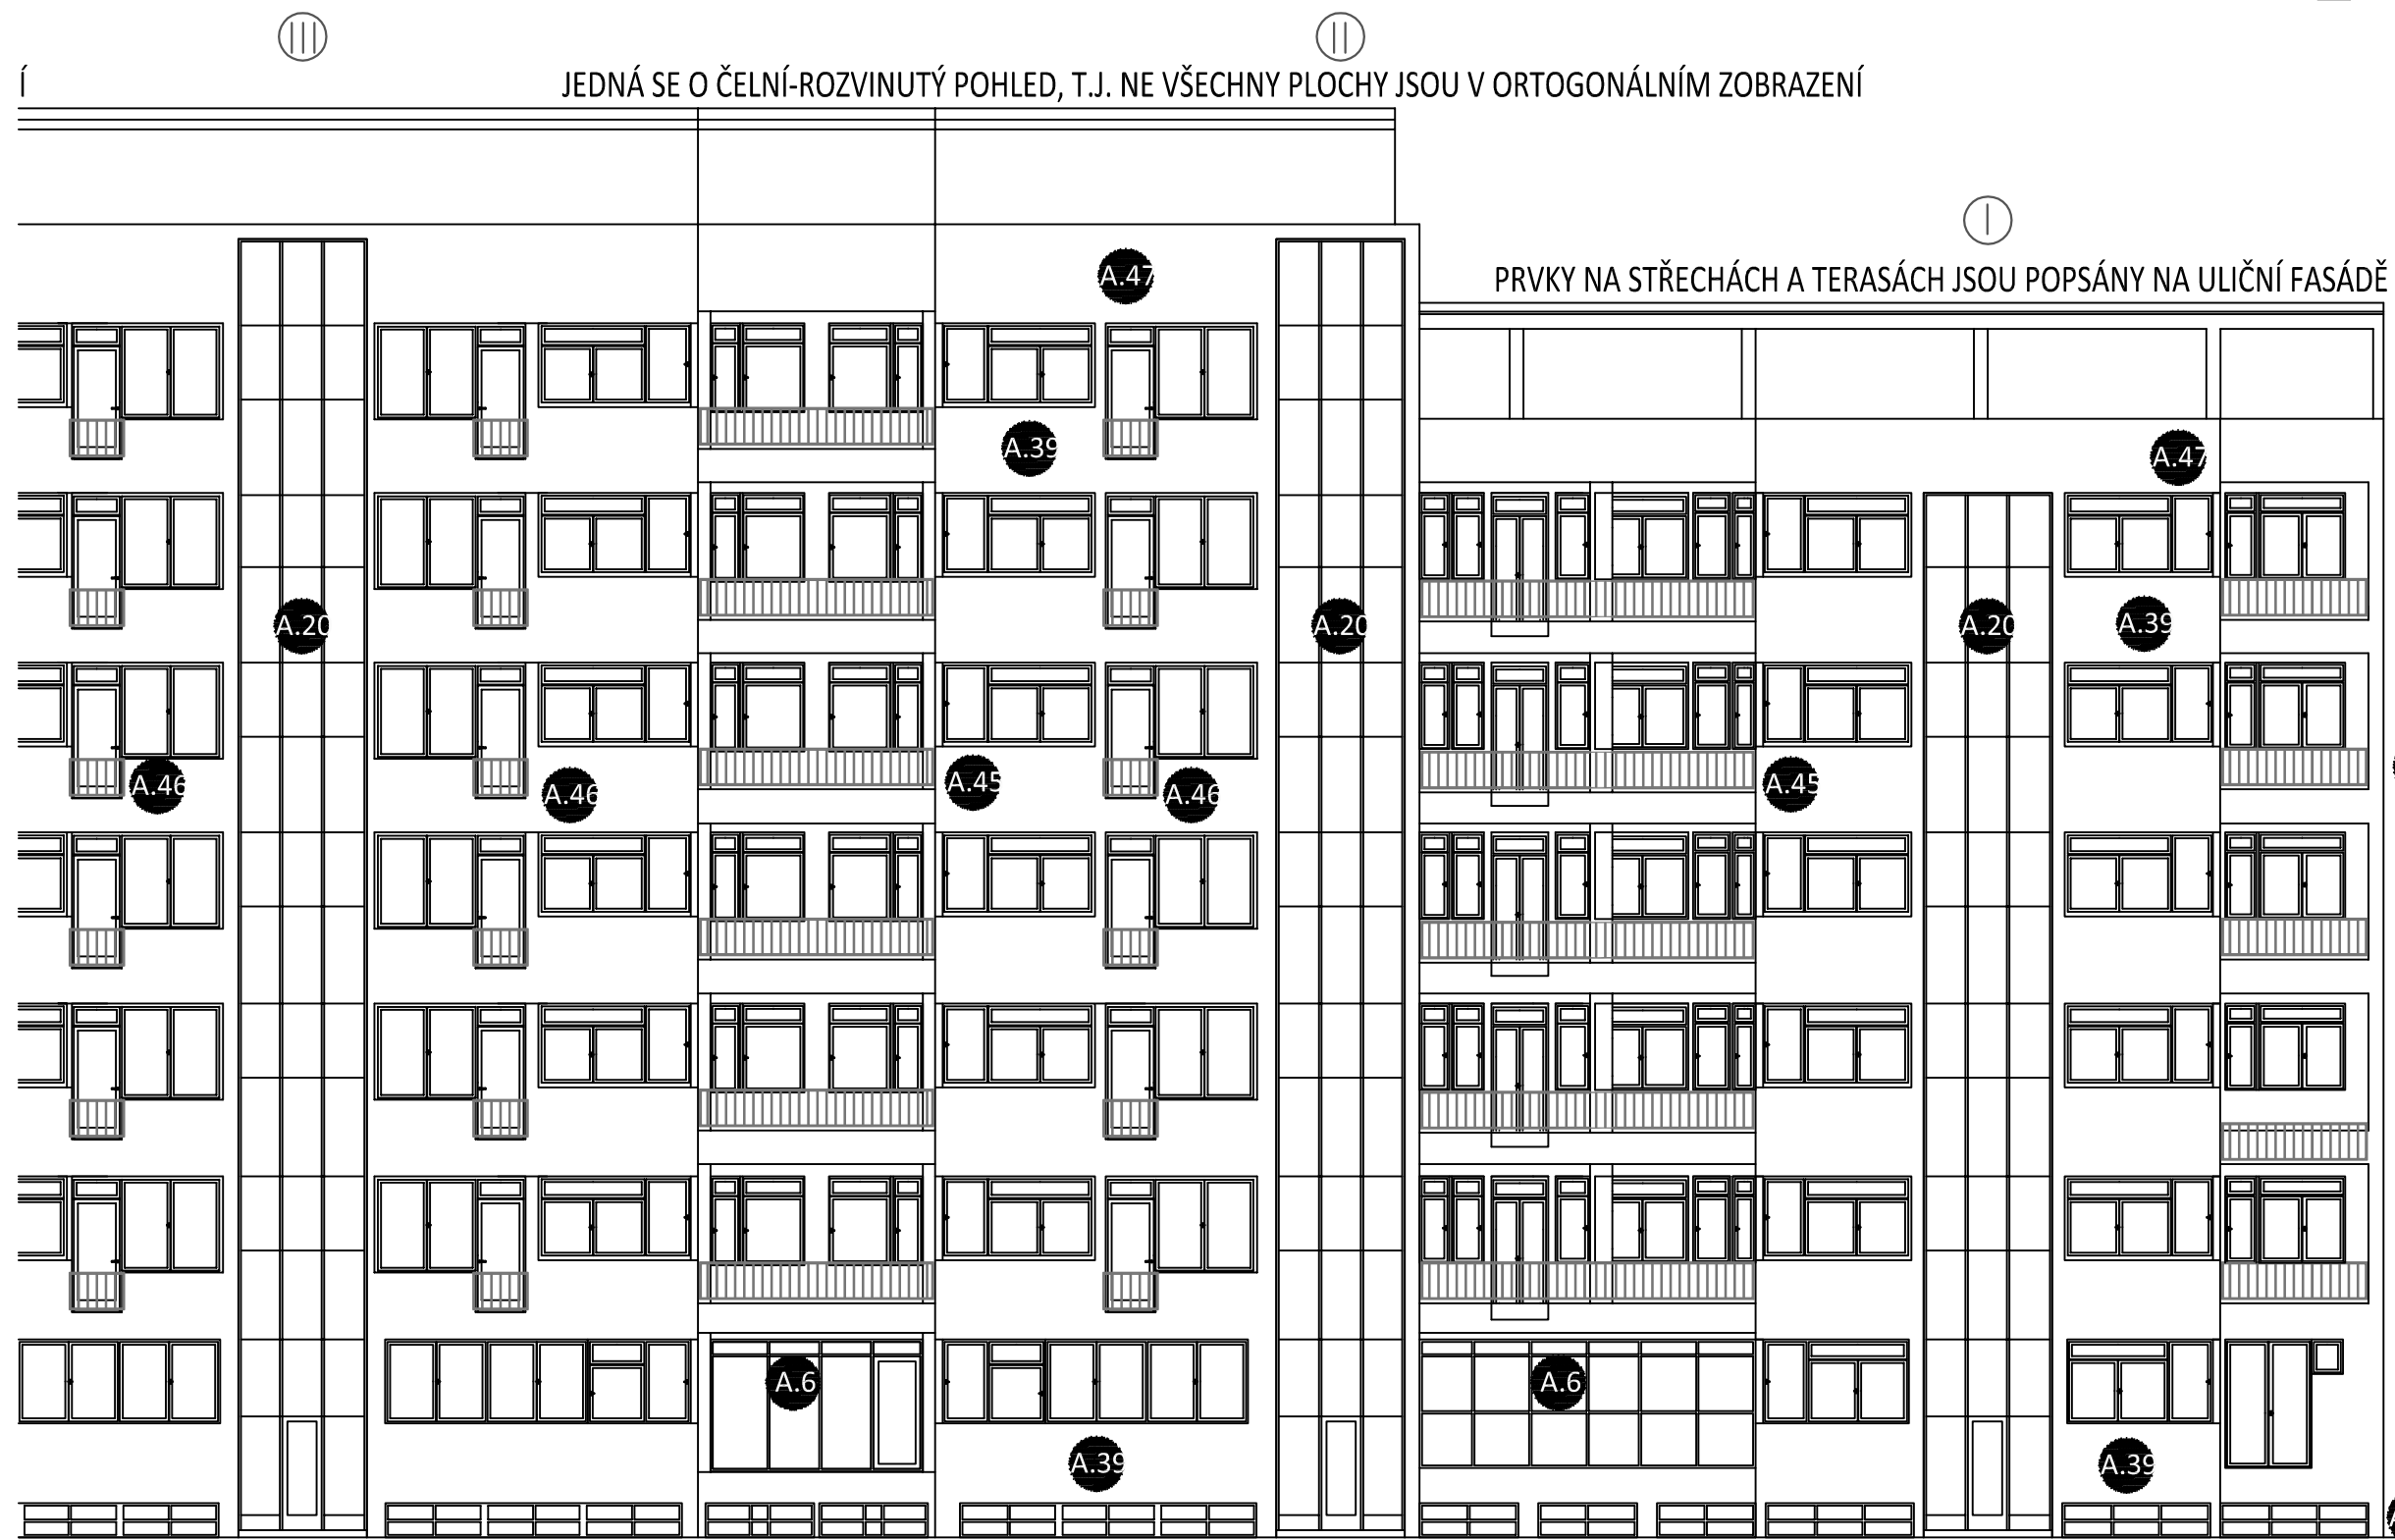 III
II
Í
JEDNÁ SE O ČELNÍ-ROZVINUTÝ POHLED, T.J. NE VŠECHNY PLOCHY JSOU V ORTOGONÁLNÍM ZOBRAZENÍ
I
A.47
PRVKY NA STŘECHÁCH A TERASÁCH JSOU POPSÁNY NA ULIČNÍ FASÁDĚ
A.39
A.47
A.20
A.20
A.20
A.39
A.46
A.46
A.45
A.46
A.45
A.6
A.6
A.39
A.39